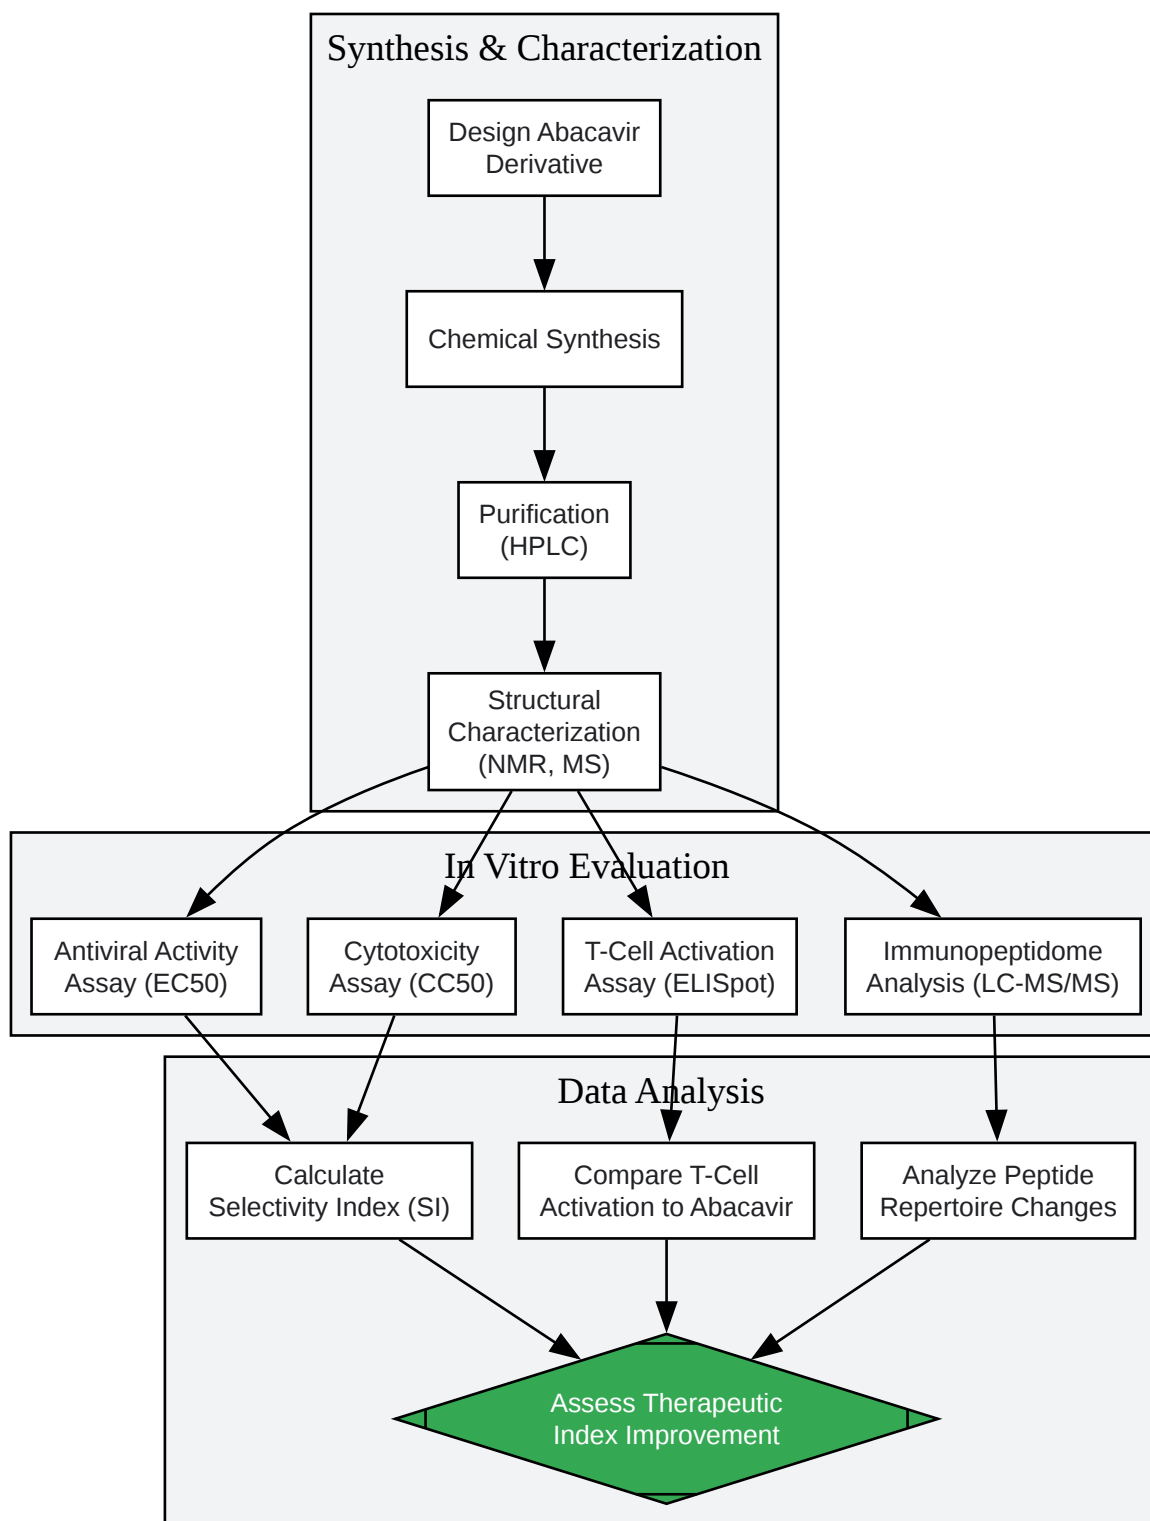 Synthesis & Characterization
Design Abacavir
Derivative
Chemical Synthesis
Purification
(HPLC)
Structural
Characterization
(NMR, MS)
In Vitro Evaluation
Antiviral Activity
Assay (EC50)
Cytotoxicity
Assay (CC50)
T-Cell Activation
Assay (ELISpot)
Immunopeptidome
Analysis (LC-MS/MS)
Data Analysis
Calculate
Selectivity Index (SI)
Compare T-Cell
Activation to Abacavir
Analyze Peptide
Repertoire Changes
Assess Therapeutic
Index Improvement